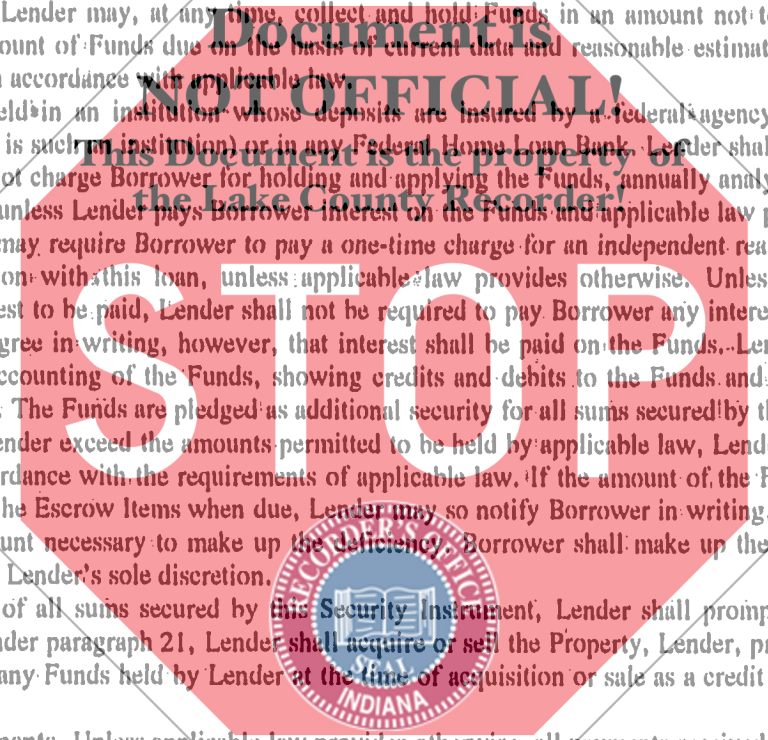 Lender may, at any time, collect and hold Funds in an amount not t
Document is
ount of Funds due on the basis of current data and reasonable estimat
accordance with applicable law.
NOT OFFICIAL!
eld in an institution whose deposits are insured by a federal agency
is such an institution) or in any Federal Home Loan Bank. Lender shal
This Document is the property of
ot charge Borrower for holding and applying the Funds, annually analy
the Lake County Recorder!
unless Lender pays Borrower interest on the Funds and applicable law p
may require Borrower to pay a one-time charge for an independent rea
on with this loan, unless applicable law provides otherwise. Unles
est to be paid, Lender shall not be required to pay Borrower any intere
gree in writing, however, that interest shall be paid on the Funds. Le
ccounting of the Funds, showing credits and debits to the Funds and
STOP
The Funds are pledged as additional security for all sums secured by t
ender exceed the amounts permitted to be held by applicable law, Lend
rdance with the requirements of applicable law. If the amount of the F
he Escrow Items when due, Lender may so notify Borrower in writing,
unt necessary to make up the deficiency. Borrower shall make up the
Lender's sole discretion.
RECORDER'S OFFICE
of all sums secured by this Security Instrument, Lender shall promp
nder paragraph 21, Lender shall acquire or sell the Property, Lender, pr
SEAL
any Funds held by Lender at the time of acquisition or sale as a credit
INDIANA
ments. Unless applicable law provides otherwise, all payments received